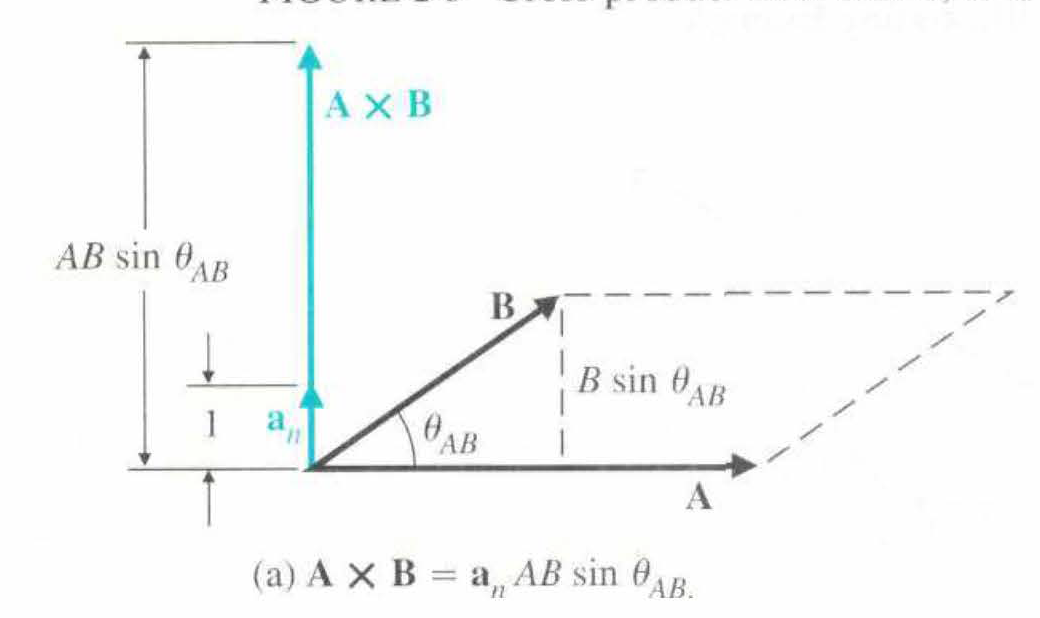 A × B
AB sin θ_AB
B
B sin θ_AB
1
a_n
θ_AB
A
(a) A × B = a_n AB sin θ_AB.